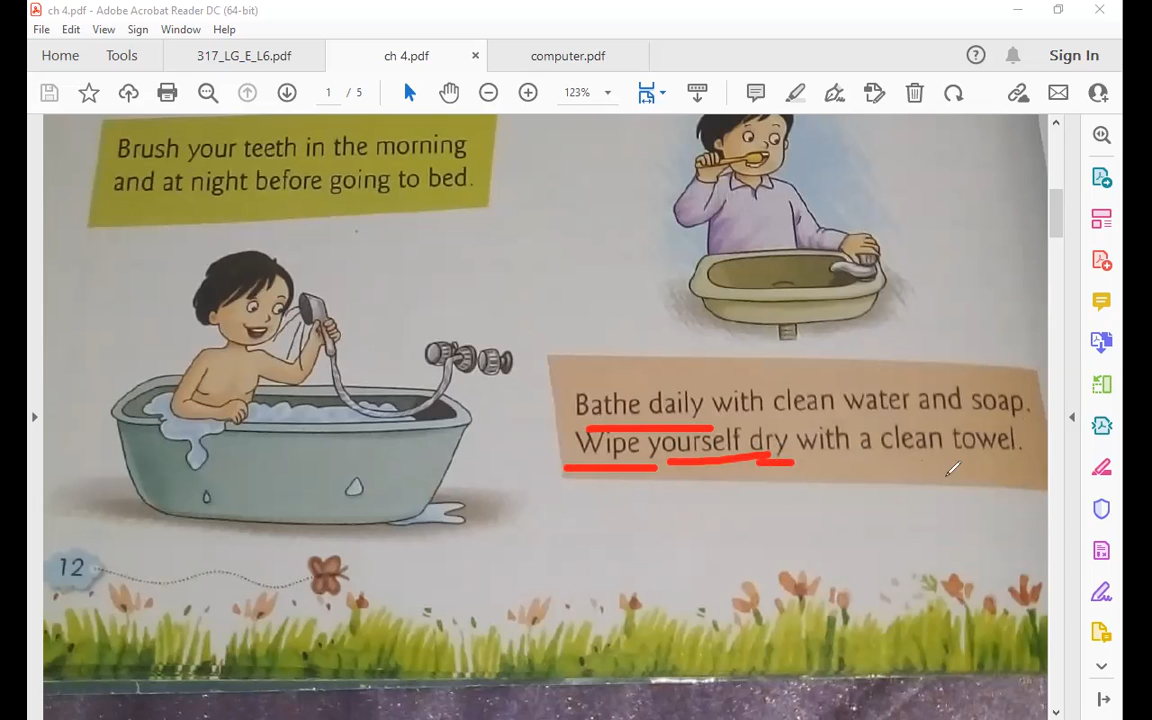 ch 4.pdf - Adobe Acrobat Reader DC (64-bit)
File Edit View Sign Window Help
Home Tools 317_LG_E_L6.pdf ch 4.pdf computer.pdf Sign In
1 / 5 123%
Brush your teeth in the morning
and at night before going to bed.
Bathe daily with clean water and soap.
Wipe yourself dry with a clean towel.
12